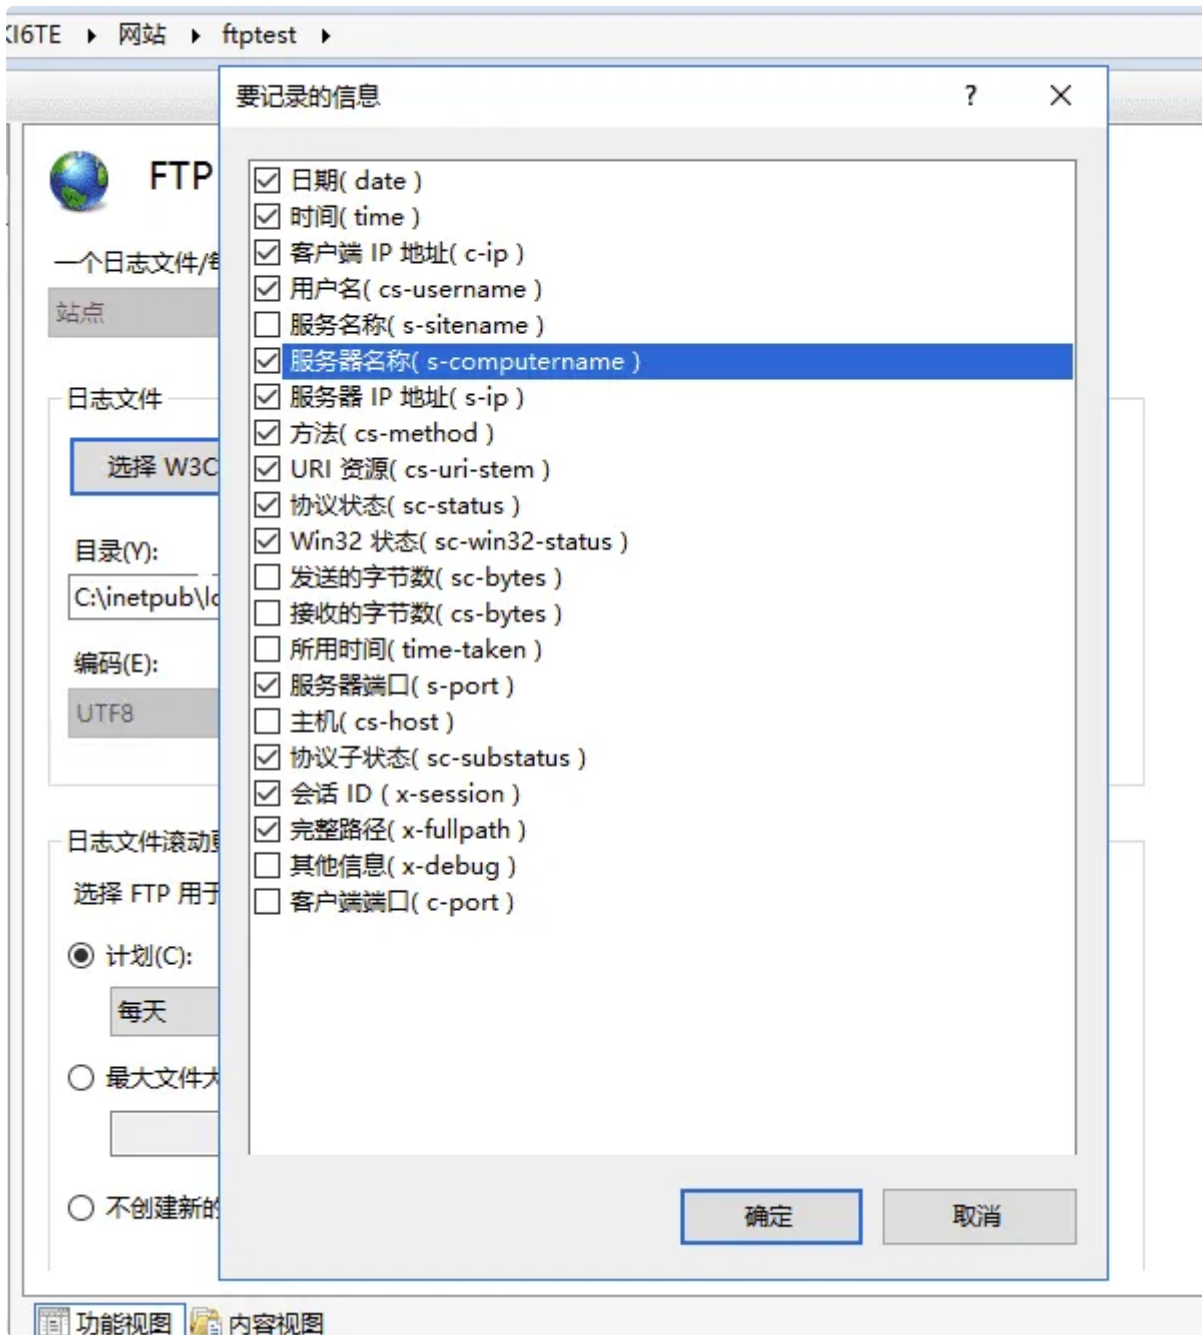 KI6TE ▸ 网站 ▸ ftptest ▸
要记录的信息 ? ×
FTP
一个日志文件/每
站点
日志文件
选择 W3C
目录(Y):
C:\inetpub\lo
编码(E):
UTF8
日志文件滚动更
选择 FTP 用于
计划(C):
每天
最大文件大
不创建新的
日期( date )
时间( time )
客户端 IP 地址( c-ip )
用户名( cs-username )
服务名称( s-sitename )
服务器名称( s-computername )
服务器 IP 地址( s-ip )
方法( cs-method )
URI 资源( cs-uri-stem )
协议状态( sc-status )
Win32 状态( sc-win32-status )
发送的字节数( sc-bytes )
接收的字节数( cs-bytes )
所用时间( time-taken )
服务器端口( s-port )
主机( cs-host )
协议子状态( sc-substatus )
会话 ID ( x-session )
完整路径( x-fullpath )
其他信息( x-debug )
客户端端口( c-port )
确定 取消
功能视图 内容视图